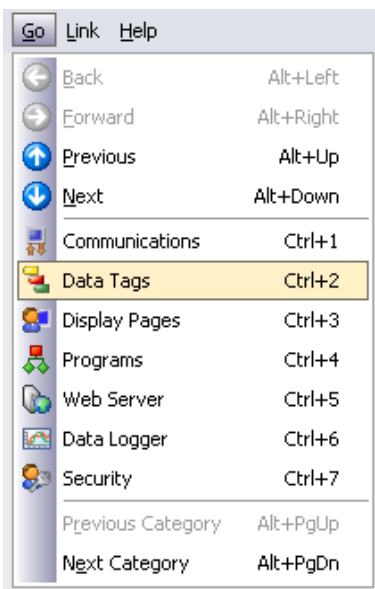 Go Link Help
Back Alt+Left
Forward Alt+Right
Previous Alt+Up
Next Alt+Down
Communications Ctrl+1
Data Tags Ctrl+2
Display Pages Ctrl+3
Programs Ctrl+4
Web Server Ctrl+5
Data Logger Ctrl+6
Security Ctrl+7
Previous Category Alt+PgUp
Next Category Alt+PgDn